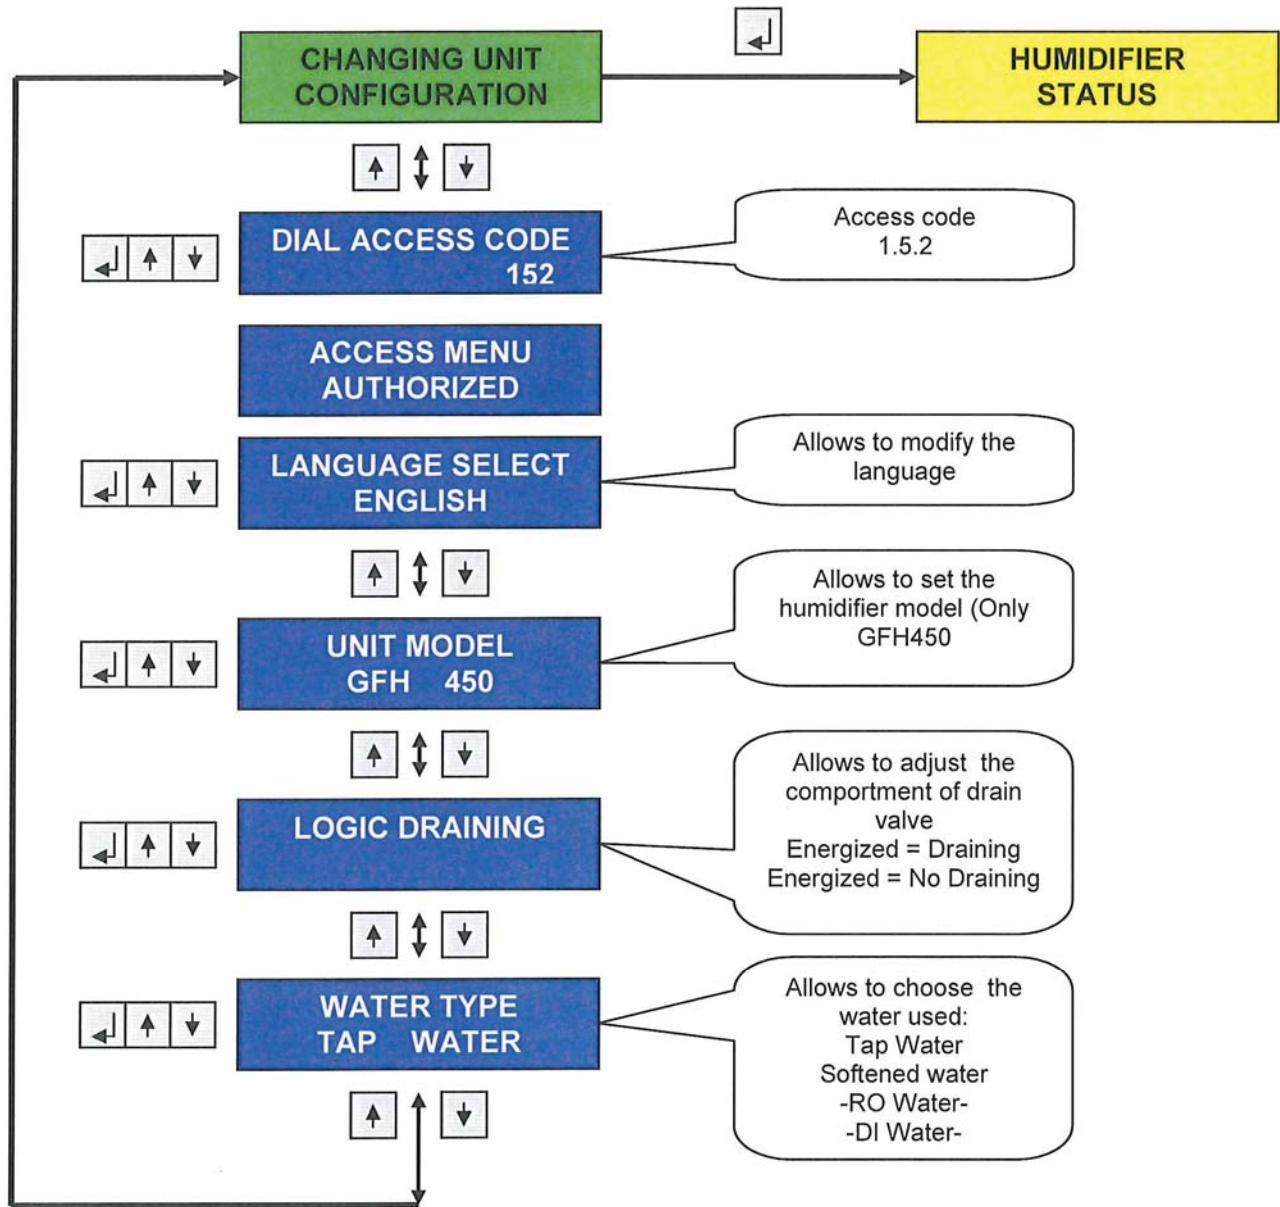 CHANGING UNIT
CONFIGURATION
HUMIDIFIER
STATUS
DIAL ACCESS CODE
152
Access code
1.5.2
ACCESS MENU
AUTHORIZED
LANGUAGE SELECT
ENGLISH
Allows to modify the
language
UNIT MODEL
GFH 450
Allows to set the
humidifier model (Only
GFH450
LOGIC DRAINING
Allows to adjust the
comportment of drain
valve
Energized = Draining
Energized = No Draining
WATER TYPE
TAP WATER
Allows to choose the
water used:
Tap Water
Softened water
-RO Water-
-DI Water-